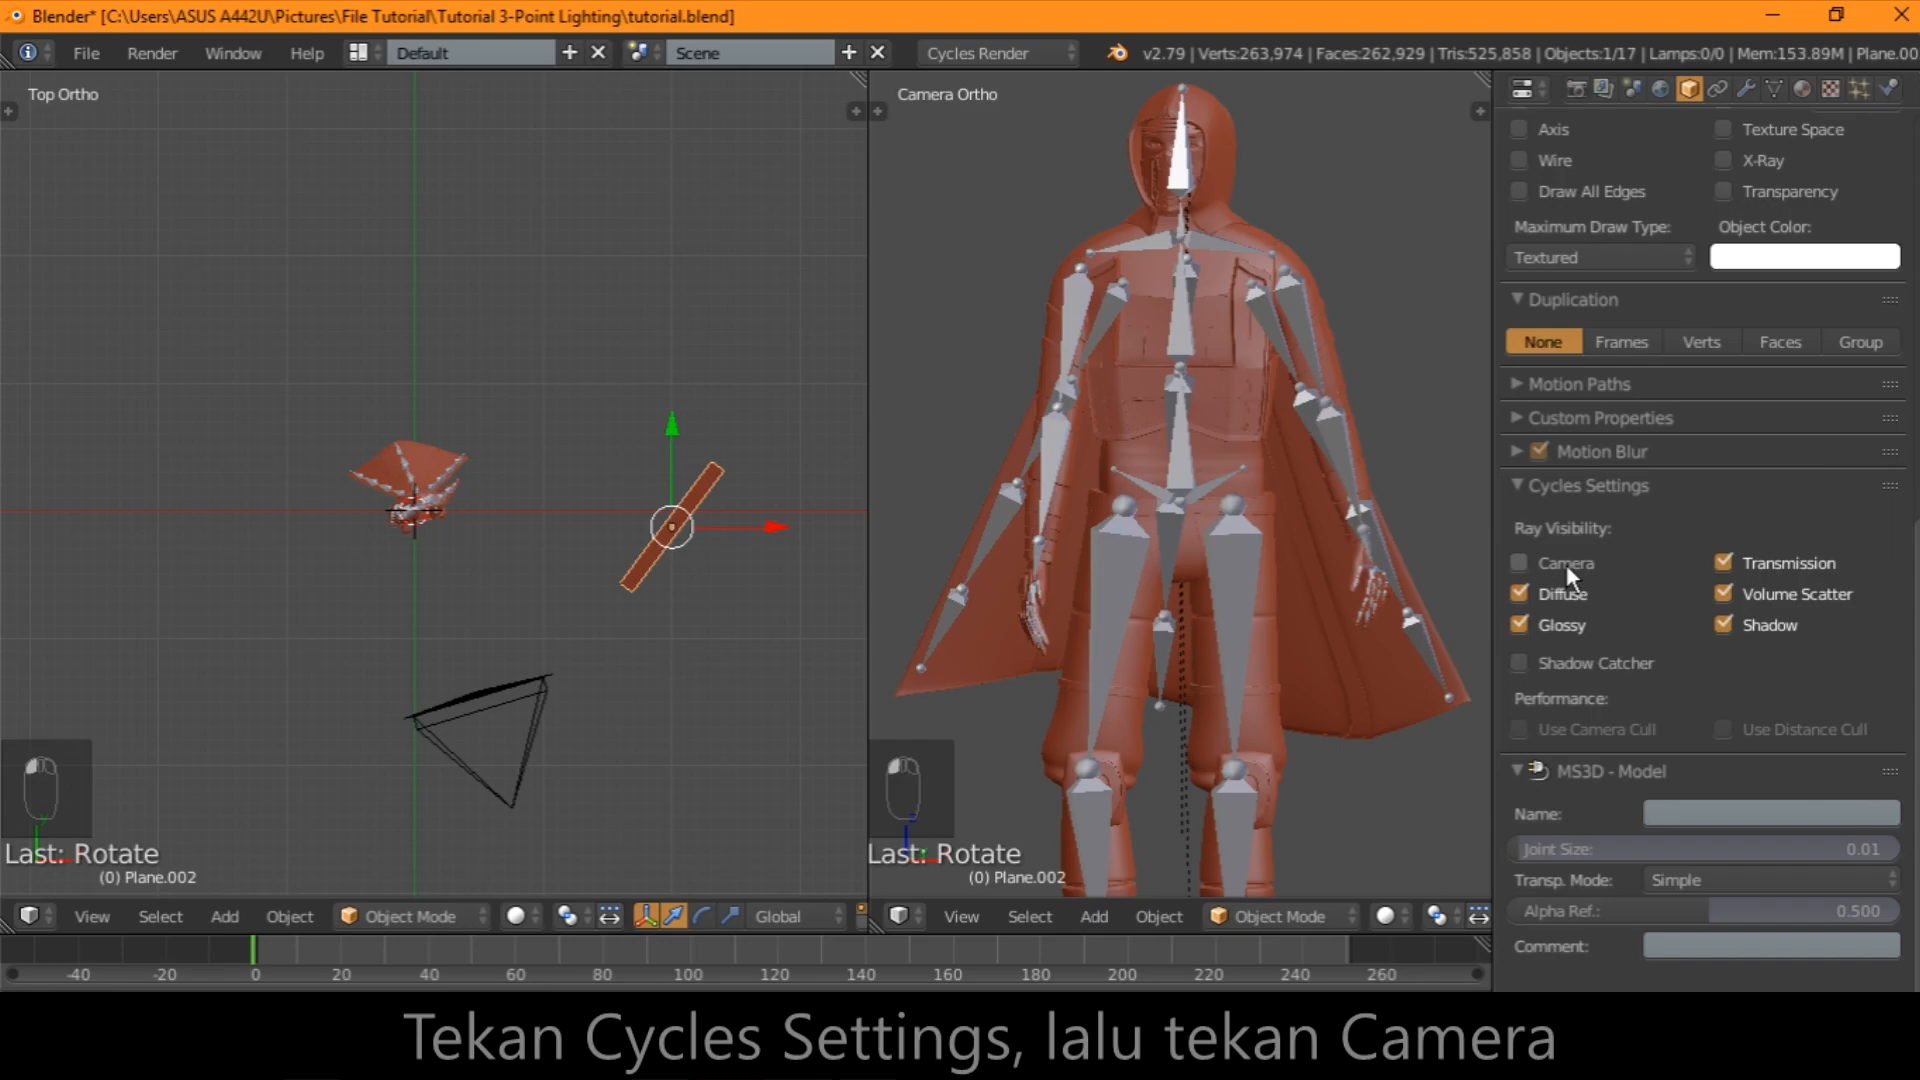 Blender* [C:\Users\ASUS A442U\Pictures\File Tutorial\Tutorial 3-Point Lighting\tutorial.blend]
File Render Window Help Default Scene Cycles Render v2.79 | Verts:263,974 | Faces:262,929 | Tris:525,858 | Objects:1/17 | Lamps:0/0 | Mem:153.89M | Plane.00
Top Ortho
Camera Ortho
Axis Texture Space
Wire X-Ray
Draw All Edges Transparency
Maximum Draw Type: Object Color:
Textured
Duplication
None Frames Verts Faces Group
Motion Paths
Custom Properties
Motion Blur
Cycles Settings
Ray Visibility:
Camera Transmission
Diffuse Volume Scatter
Glossy Shadow
Shadow Catcher
Performance:
Use Camera Cull Use Distance Cull
MS3D - Model
Name:
Joint Size: 0.01
Transp. Mode: Simple
Alpha Ref.: 0.500
Comment:
Last: Rotate
(0) Plane.002
Last: Rotate
(0) Plane.002
View Select Add Object Object Mode Global
View Select Add Object Object Mode
-40 -20 0 20 40 60 80 100 120 140 160 180 200 220 240 260
Tekan Cycles Settings, lalu tekan Camera